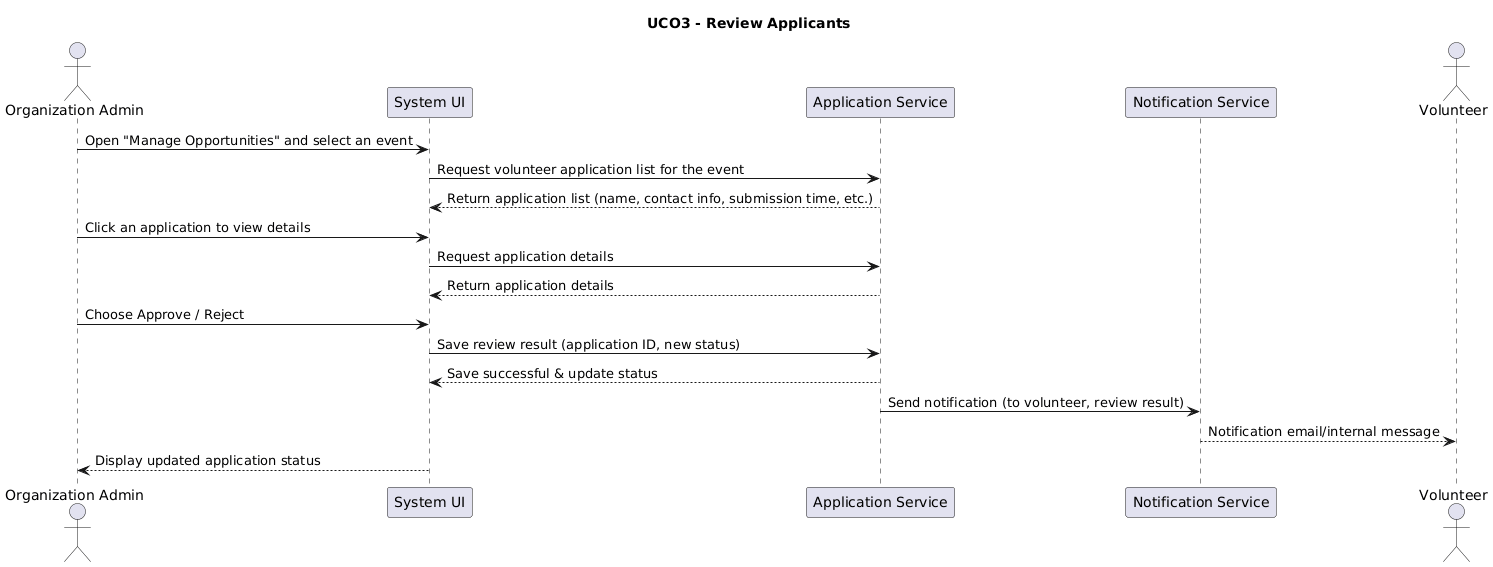 UCO3 - Review Applicants
Organization Admin
System UI
Application Service
Notification Service
Volunteer
Open "Manage Opportunities" and select an event
Request volunteer application list for the event
Return application list (name, contact info, submission time, etc.)
Click an application to view details
Request application details
Return application details
Choose Approve / Reject
Save review result (application ID, new status)
Save successful & update status
Send notification (to volunteer, review result)
Notification email/internal message
Display updated application status
Organization Admin
System UI
Application Service
Notification Service
Volunteer